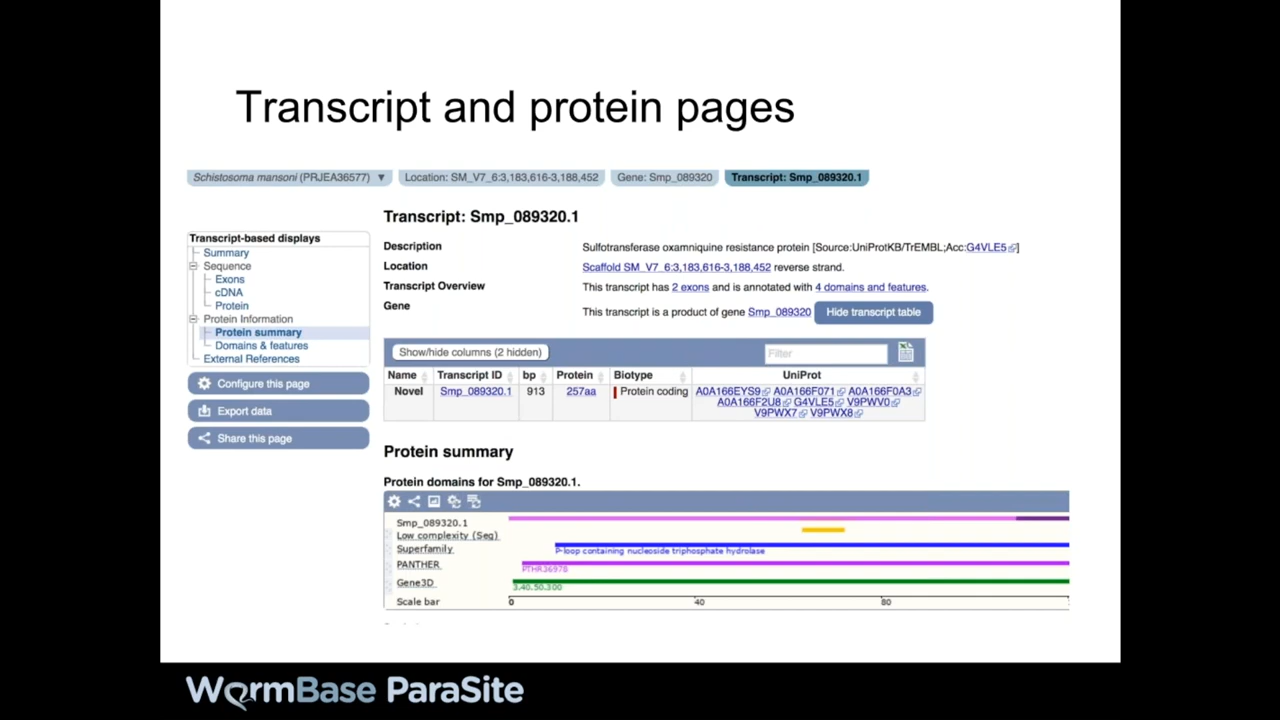 Transcript and protein pages
Schistosoma mansoni (PRJEA36577) ▼ Location: SM_V7_6:3,183,616-3,188,452 Gene: Smp_089320 Transcript: Smp_089320.1
Transcript-based displays
Summary
Sequence
Exons
cDNA
Protein
Protein Information
Protein summary
Domains & features
External References
Configure this page
Export data
Share this page
Transcript: Smp_089320.1
Description Sulfotransferase oxamniquine resistance protein [Source:UniProtKB/TrEMBL;Acc:G4VLE5]
Location Scaffold SM_V7_6:3,183,616-3,188,452 reverse strand.
Transcript Overview This transcript has 2 exons and is annotated with 4 domains and features.
Gene This transcript is a product of gene Smp_089320 Hide transcript table
Show/hide columns (2 hidden) Filter
Name Transcript ID bp Protein Biotype UniProt
Novel Smp_089320.1 913 257aa Protein coding A0A166EYS9 A0A166F071 A0A166F0A3
A0A166F2U8 G4VLE5 V9PWV0
V9PWX7 V9PWX8
Protein summary
Protein domains for Smp_089320.1.
Smp_089320.1
Low complexity (Seg)
Superfamily P-loop containing nucleoside triphosphate hydrolase
PANTHER PTHR36978
Gene3D 3.40.50.300
Scale bar 0 40 80
WormBase ParaSite